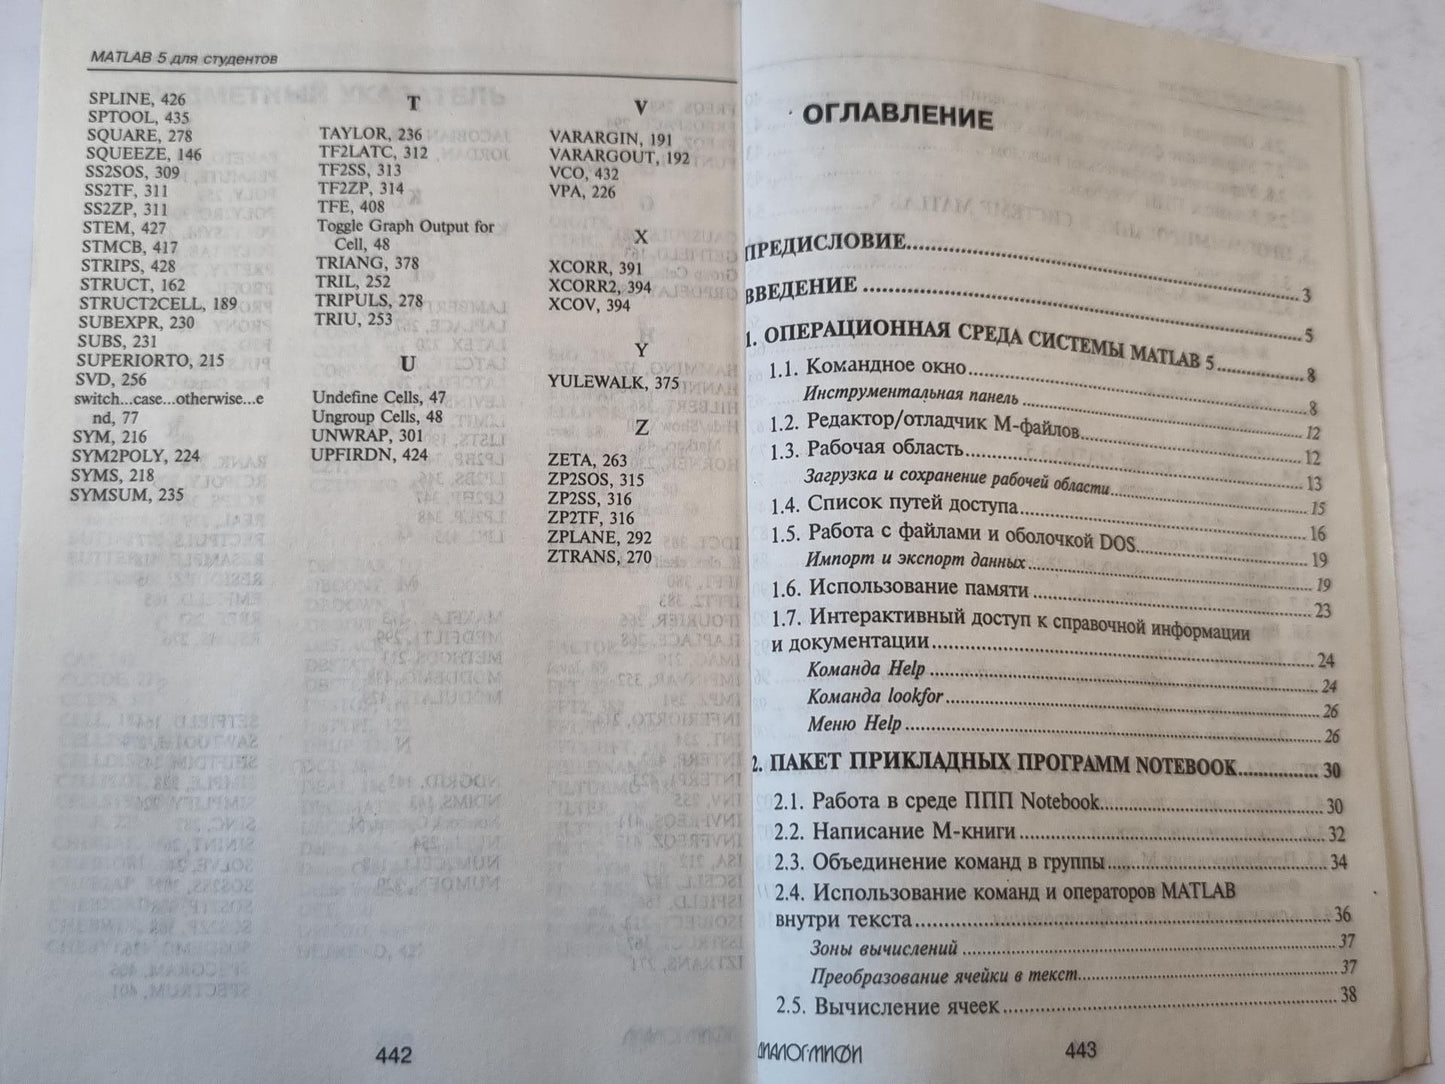 MATLAB 5 для студентов
SPLINE, 426
SPTOOL, 435
SQUARE, 278
SQUEEZE, 146
SS2SOS, 309
SS2TF, 311
SS2ZP, 311
STEM, 427
STMCB, 417
STRIPS, 428
STRUCT, 162
STRUCT2CELL, 189
SUBEXPR, 230
SUBS, 231
SUPERIORTO, 215
SVD, 256
switch...case...otherwise...e
nd, 77
SYM, 216
SYM2POLY, 224
SYMS, 218
SYMSUM, 235
T
TAYLOR, 236
TF2LATC, 312
TF2SS, 313
TF2ZP, 314
TFE, 408
Toggle Graph Output for
Cell, 48
TRIANG, 378
TRIL, 252
TRIPULS, 278
TRIU, 253
U
Undefine Cells, 47
Ungroup Cells, 48
UNWRAP, 301
UPFIRDN, 424
V
VARARGIN, 191
VARARGOUT, 192
VCO, 432
VPA, 226
X
XCORR, 391
XCORR2, 394
XCOV, 394
Y
YULEWALK, 375
Z
ZETA, 263
ZP2SOS, 315
ZP2SS, 316
ZP2TF, 316
ZPLANE, 292
ZTRANS, 270
442
ОГЛАВЛЕНИЕ
ПРЕДИСЛОВИЕ...3
ВВЕДЕНИЕ...5
1. ОПЕРАЦИОННАЯ СРЕДА СИСТЕМЫ MATLAB 5...8
1.1. Командное окно...8
Инструментальная панель...12
1.2. Редактор/отладчик М-файлов...12
1.3. Рабочая область...13
Загрузка и сохранение рабочей области...15
1.4. Список путей доступа...16
1.5. Работа с файлами и оболочкой DOS...19
Импорт и экспорт данных...19
1.6. Использование памяти...23
1.7. Интерактивный доступ к справочной информации
и документации...24
Команда Help...24
Команда lookfor...26
Меню Help...26
2. ПАКЕТ ПРИКЛАДНЫХ ПРОГРАММ NOTEBOOK...30
2.1. Работа в среде ППП Notebook...30
2.2. Написание М-книги...32
2.3. Объединение команд в группы...34
2.4. Использование команд и операторов MATLAB
внутри текста...36
Зоны вычислений...37
Преобразование ячейки в текст...37
2.5. Вычисление ячеек...38
ДИАЛОГ-МИФИ
443